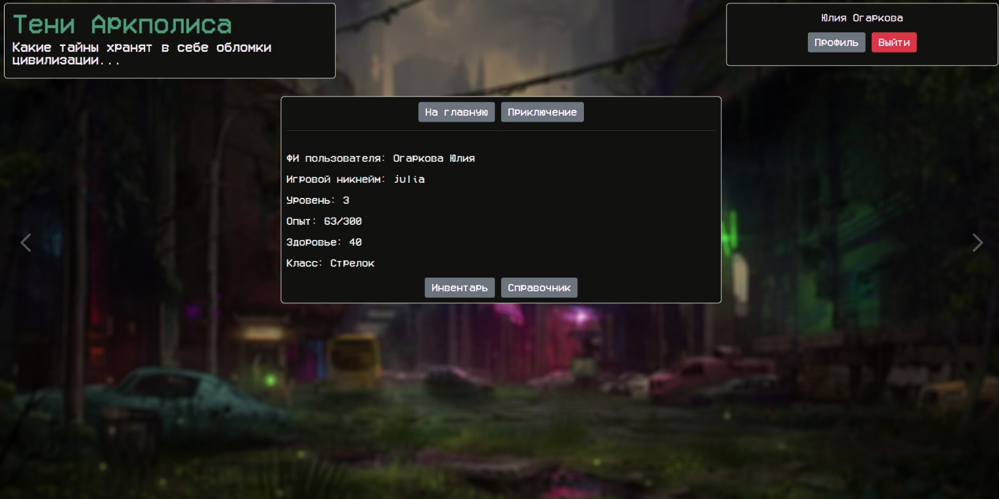 Тени Аркполиса
Какие тайны хранят в себе обломки
цивилизации...
Юлия Огаркова
Профиль Выйти
На главную Приключение
ФИ пользователя: Огаркова Юлия
Игровой никнейм: julia
Уровень: 3
Опыт: 63/300
Здоровье: 40
Класс: Стрелок
Инвентарь Справочник